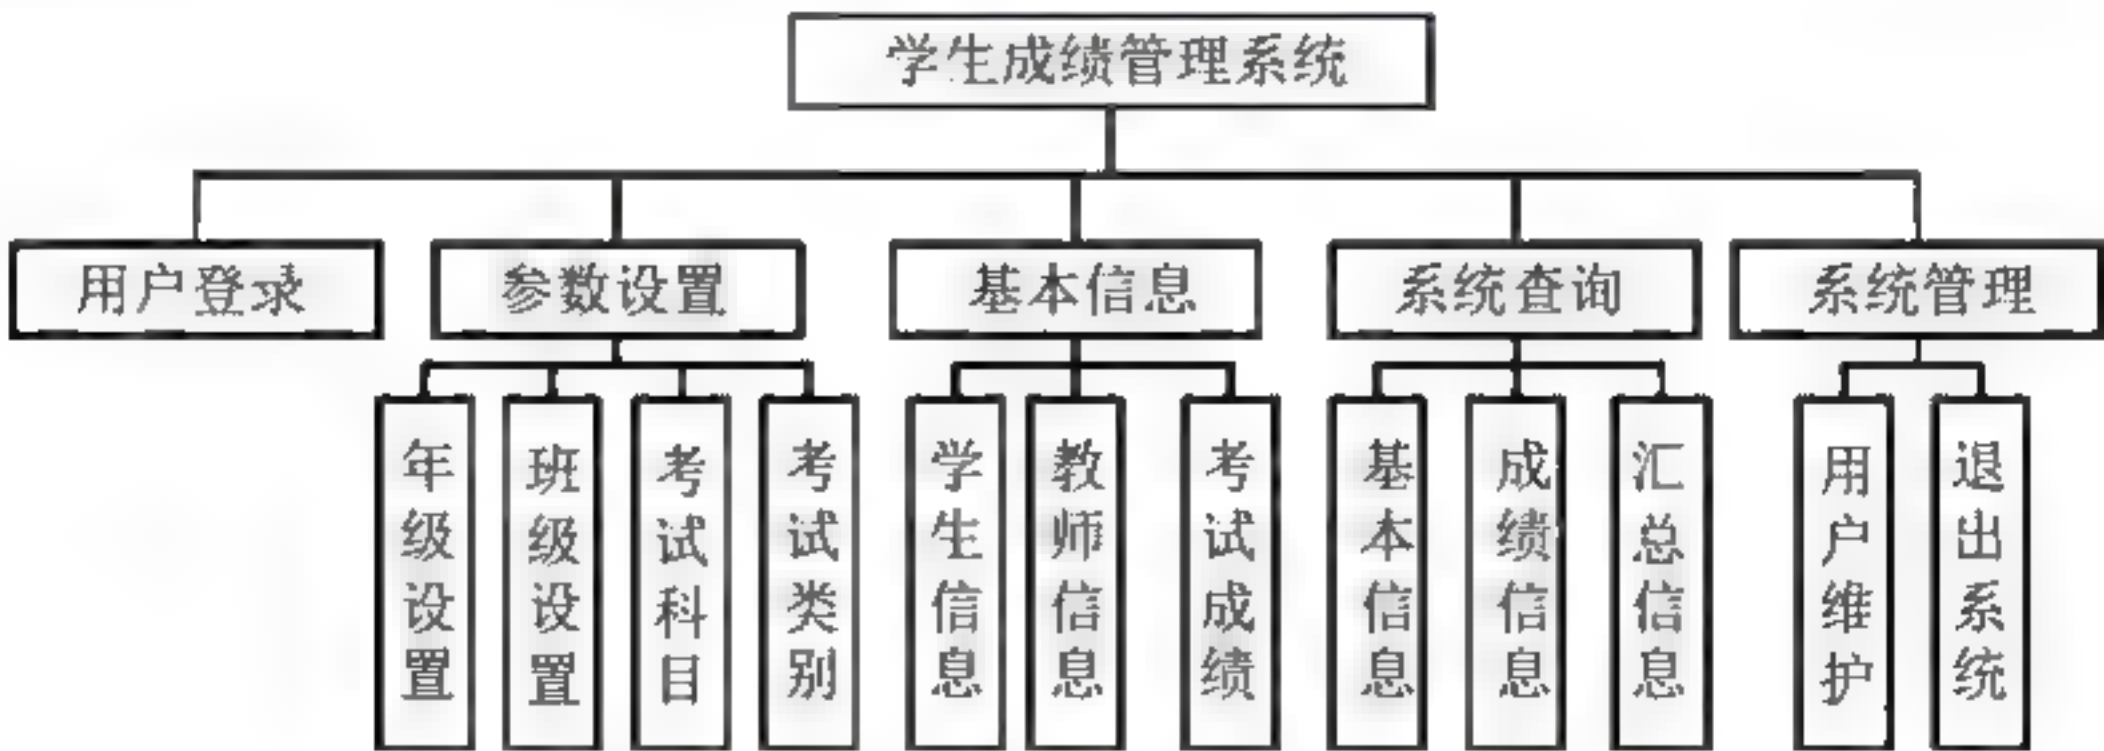 学生成绩管理系统
用户登录
参数设置
基本信息
系统查询
系统管理
年级设置
班级设置
考试科目
考试类别
学生信息
教师信息
考试成绩
基本信息
成绩信息
汇总信息
用户维护
退出系统